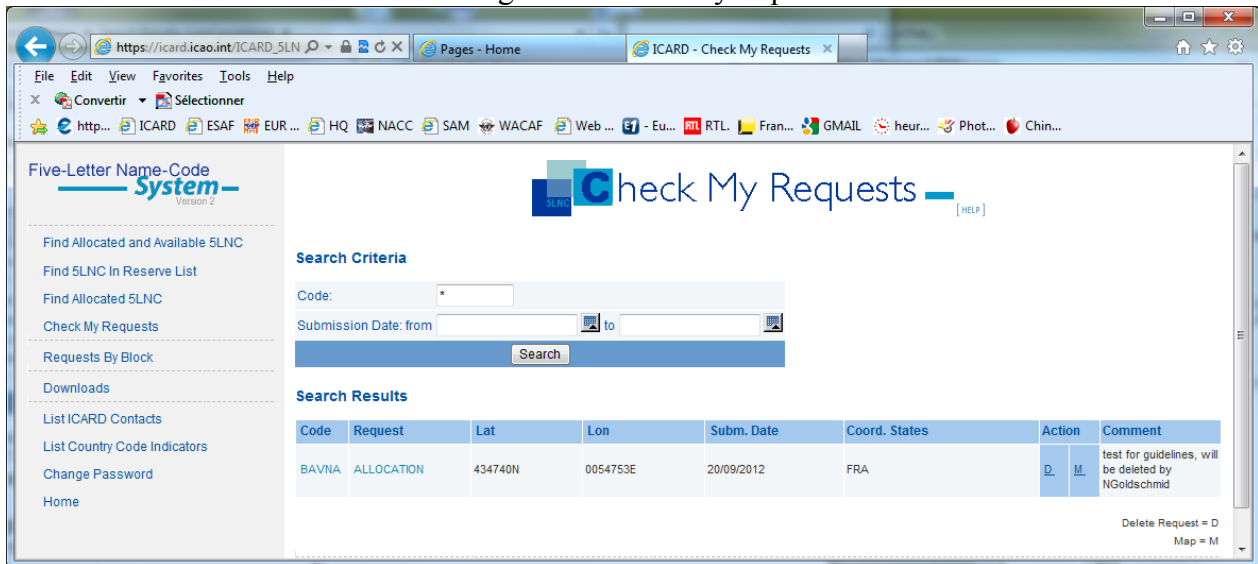 https://icard.icao.int/ICARD_5LN
Pages - Home
ICARD - Check My Requests
File Edit View Favorites Tools Help
Convertir Sélectionner
http... ICARD ESAF EUR ... HQ NACC SAM WACAF Web ... - Eu... RTL. Fran... GMAIL heur... Phot... Chin...
Five-Letter Name-Code
System
Version 2
5LNC Check My Requests [ HELP ]
Find Allocated and Available 5LNC
Find 5LNC In Reserve List
Find Allocated 5LNC
Check My Requests
Requests By Block
Downloads
List ICARD Contacts
List Country Code Indicators
Change Password
Home
Search Criteria
Code: *
Submission Date: from to
Search
Search Results
Code Request Lat Lon Subm. Date Coord. States Action Comment
BAVNA ALLOCATION 434740N 0054753E 20/09/2012 FRA D M test for guidelines, will
be deleted by
NGoldschmid
Delete Request = D
Map = M